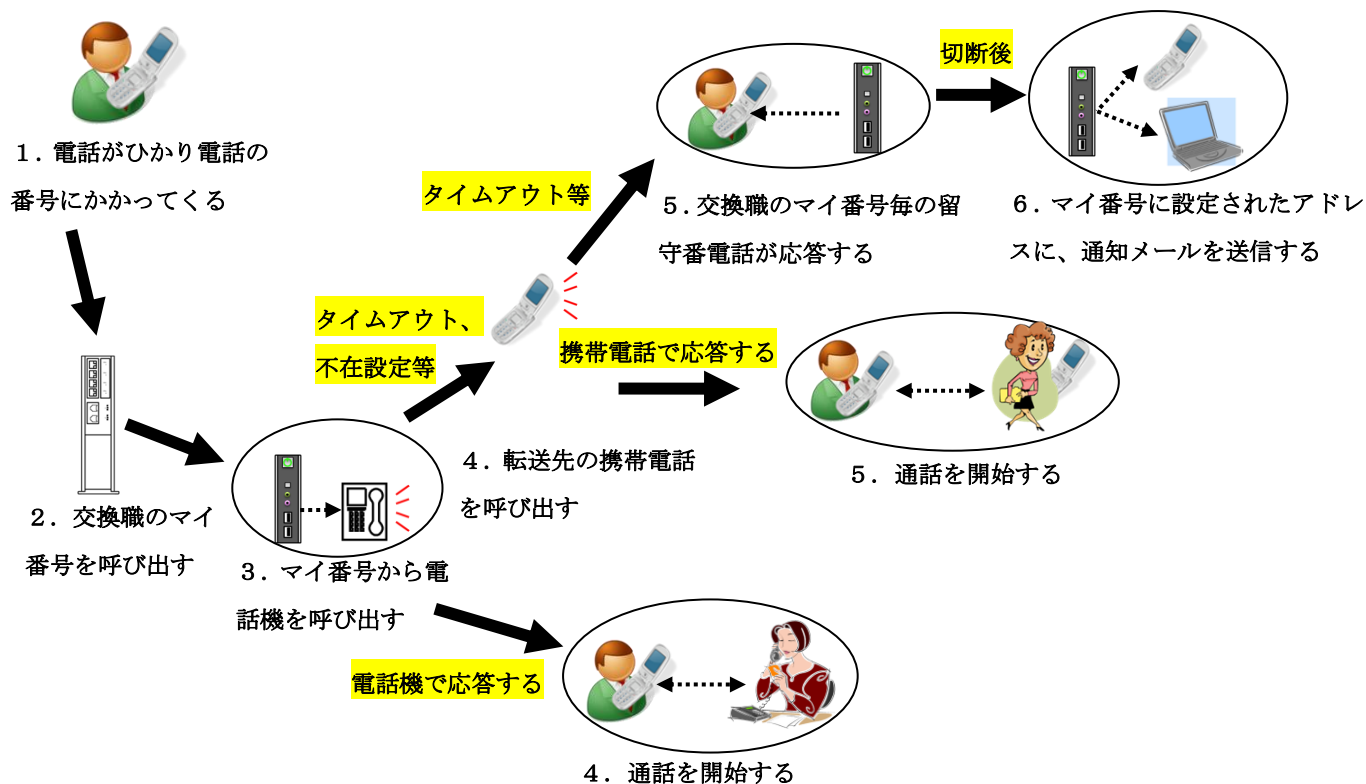 １．電話がひかり電話の
番号にかかってくる
２．交換職のマイ
番号を呼び出す
３．マイ番号から電
話機を呼び出す
電話機で応答する
４．通話を開始する
タイムアウト、
不在設定等
４．転送先の携帯電話
を呼び出す
携帯電話で応答する
５．通話を開始する
タイムアウト等
５．交換職のマイ番号毎の留
守番電話が応答する
切断後
６．マイ番号に設定されたアドレ
スに、通知メールを送信する